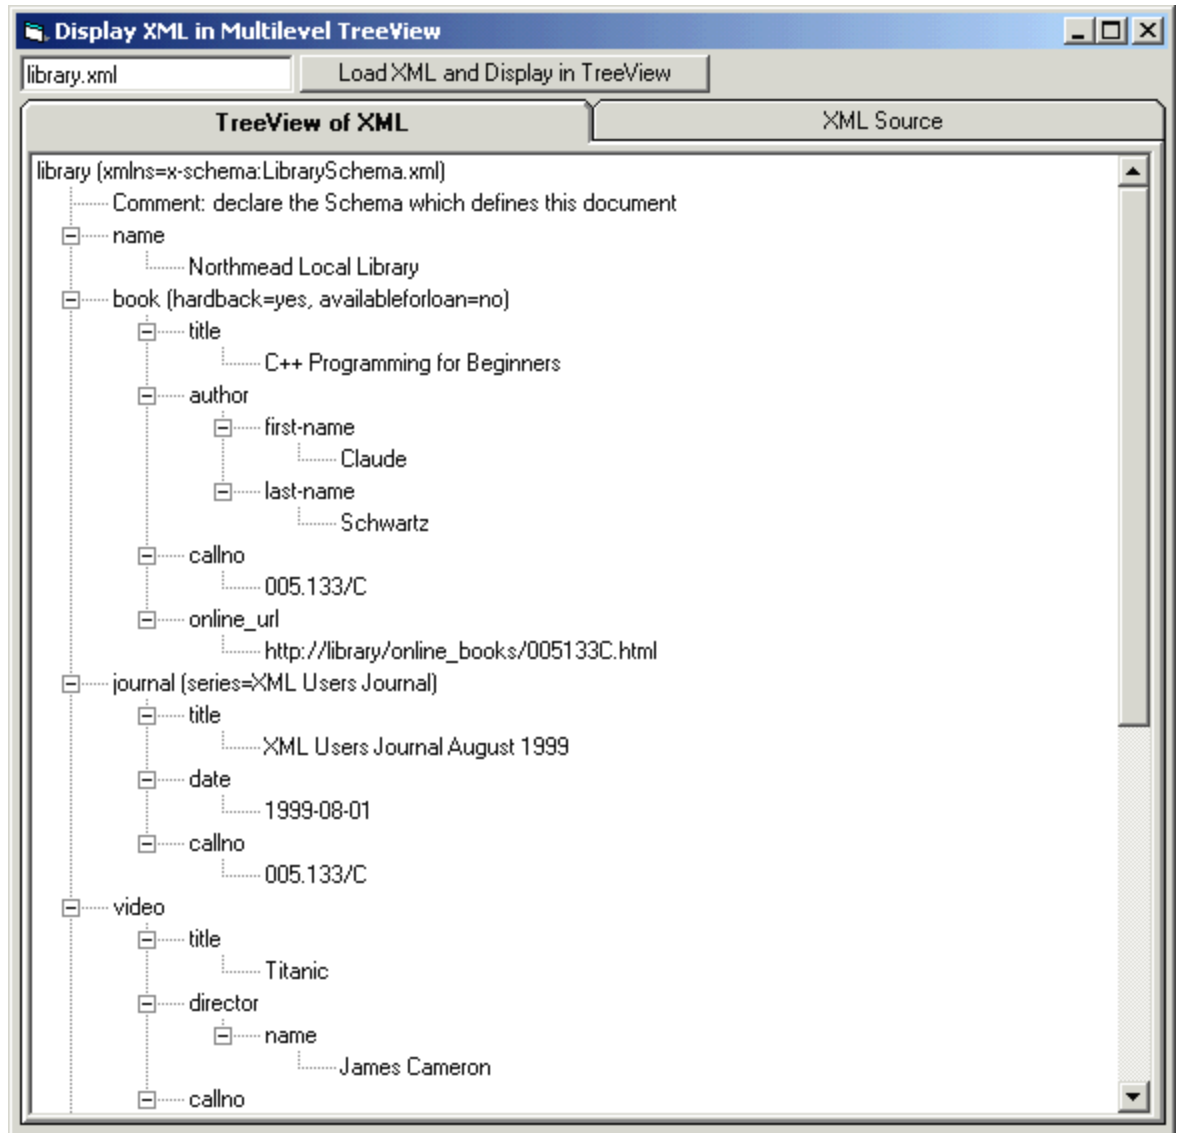 Display XML in Multilevel TreeView
library.xml Load XML and Display in TreeView
TreeView of XML XML Source
library (xmlns=x-schema:LibrarySchema.xml)
Comment: declare the Schema which defines this document
name
Northmead Local Library
book (hardback=yes, availableforloan=no)
title
C++ Programming for Beginners
author
first-name
Claude
last-name
Schwartz
callno
005.133/C
online_url
http://library/online_books/005133C.html
journal (series=XML Users Journal)
title
XML Users Journal August 1999
date
1999-08-01
callno
005.133/C
video
title
Titanic
director
name
James Cameron
callno